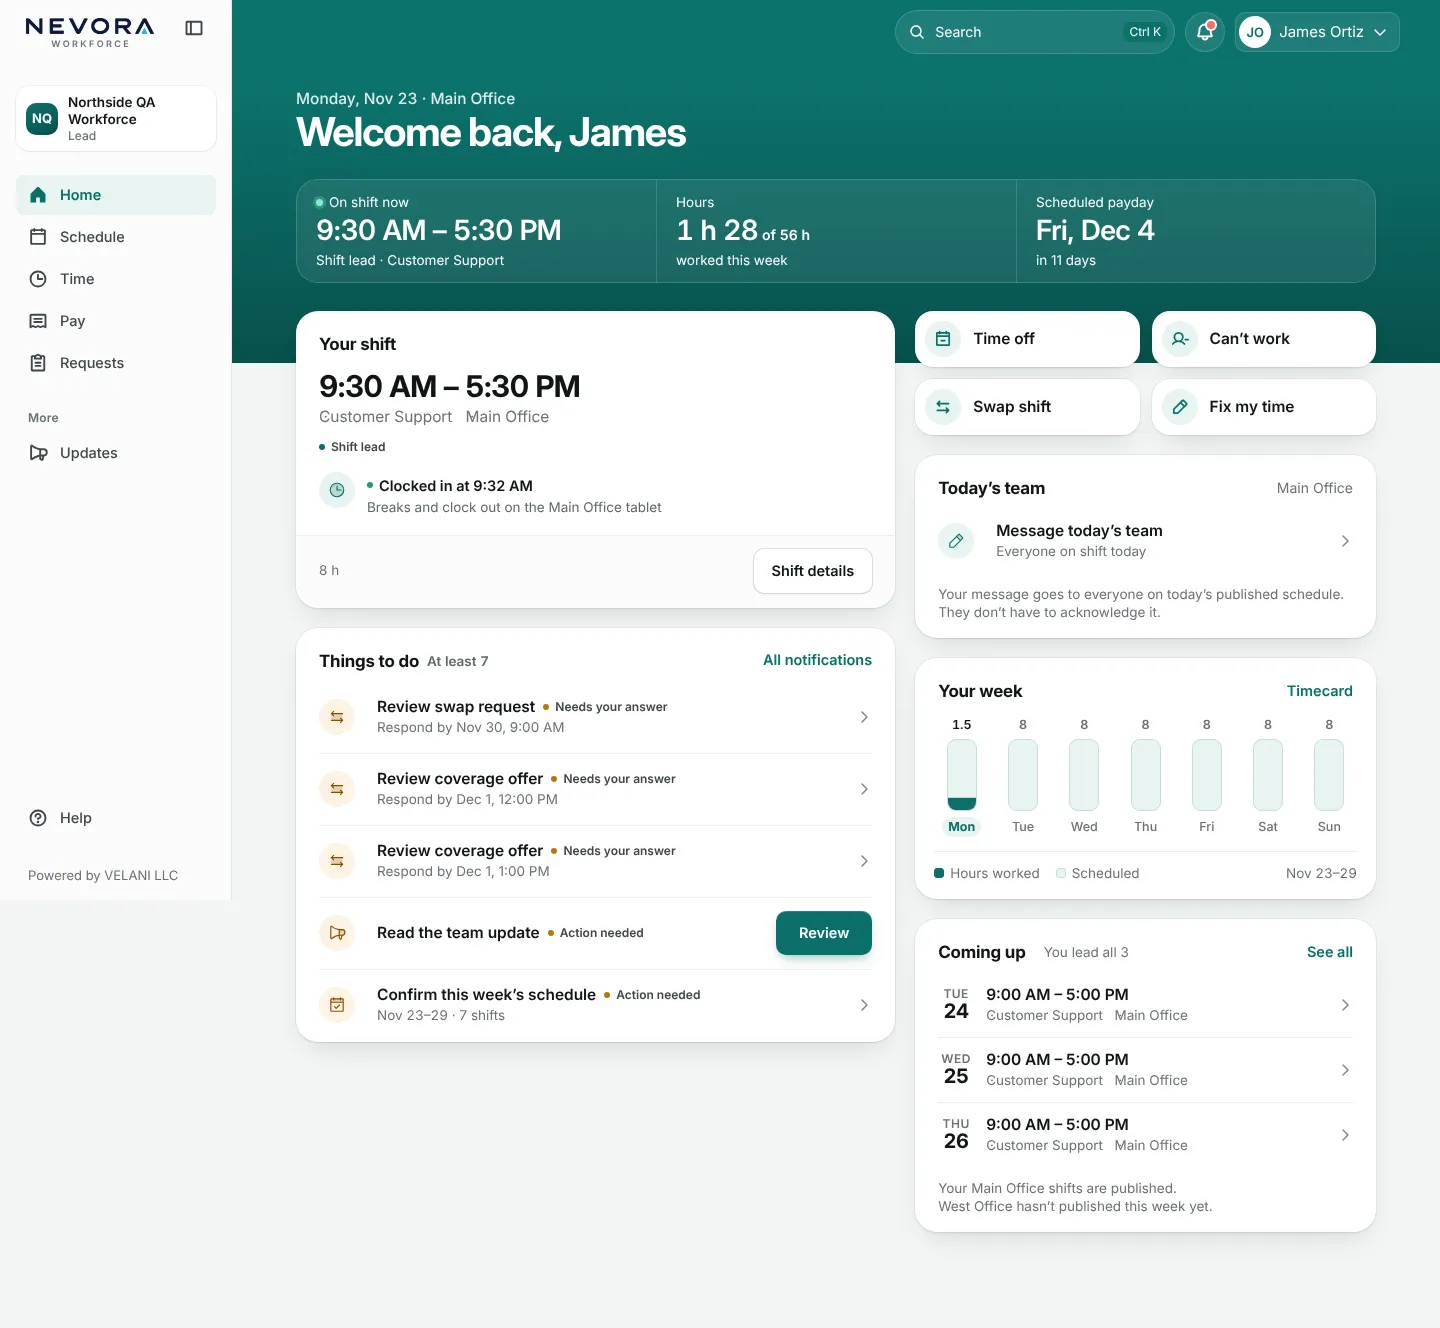 NEVORA
WORKFORCE
Search
Ctrl K
JO
James Ortiz
NQ
Northside QA
Workforce
Lead
Home
Schedule
Time
Pay
Requests
More
Updates
Help
Powered by VELANI LLC
Monday, Nov 23 · Main Office
Welcome back, James
On shift now
9:30 AM – 5:30 PM
Shift lead · Customer Support
Hours
1 h 28 of 56 h
worked this week
Scheduled payday
Fri, Dec 4
in 11 days
Your shift
9:30 AM – 5:30 PM
Customer Support Main Office
Shift lead
Clocked in at 9:32 AM
Breaks and clock out on the Main Office tablet
8 h
Shift details
Things to do At least 7
All notifications
Review swap request Needs your answer
Respond by Nov 30, 9:00 AM
Review coverage offer Needs your answer
Respond by Dec 1, 12:00 PM
Review coverage offer Needs your answer
Respond by Dec 1, 1:00 PM
Read the team update Action needed
Review
Confirm this week’s schedule Action needed
Nov 23–29 · 7 shifts
Time off
Can’t work
Swap shift
Fix my time
Today’s team
Main Office
Message today’s team
Everyone on shift today
Your message goes to everyone on today’s published schedule.
They don’t have to acknowledge it.
Your week
Timecard
1.5 8 8 8 8 8 8
Mon Tue Wed Thu Fri Sat Sun
Hours worked Scheduled Nov 23–29
Coming up You lead all 3
See all
TUE
24
9:00 AM – 5:00 PM
Customer Support Main Office
WED
25
9:00 AM – 5:00 PM
Customer Support Main Office
THU
26
9:00 AM – 5:00 PM
Customer Support Main Office
Your Main Office shifts are published.
West Office hasn’t published this week yet.